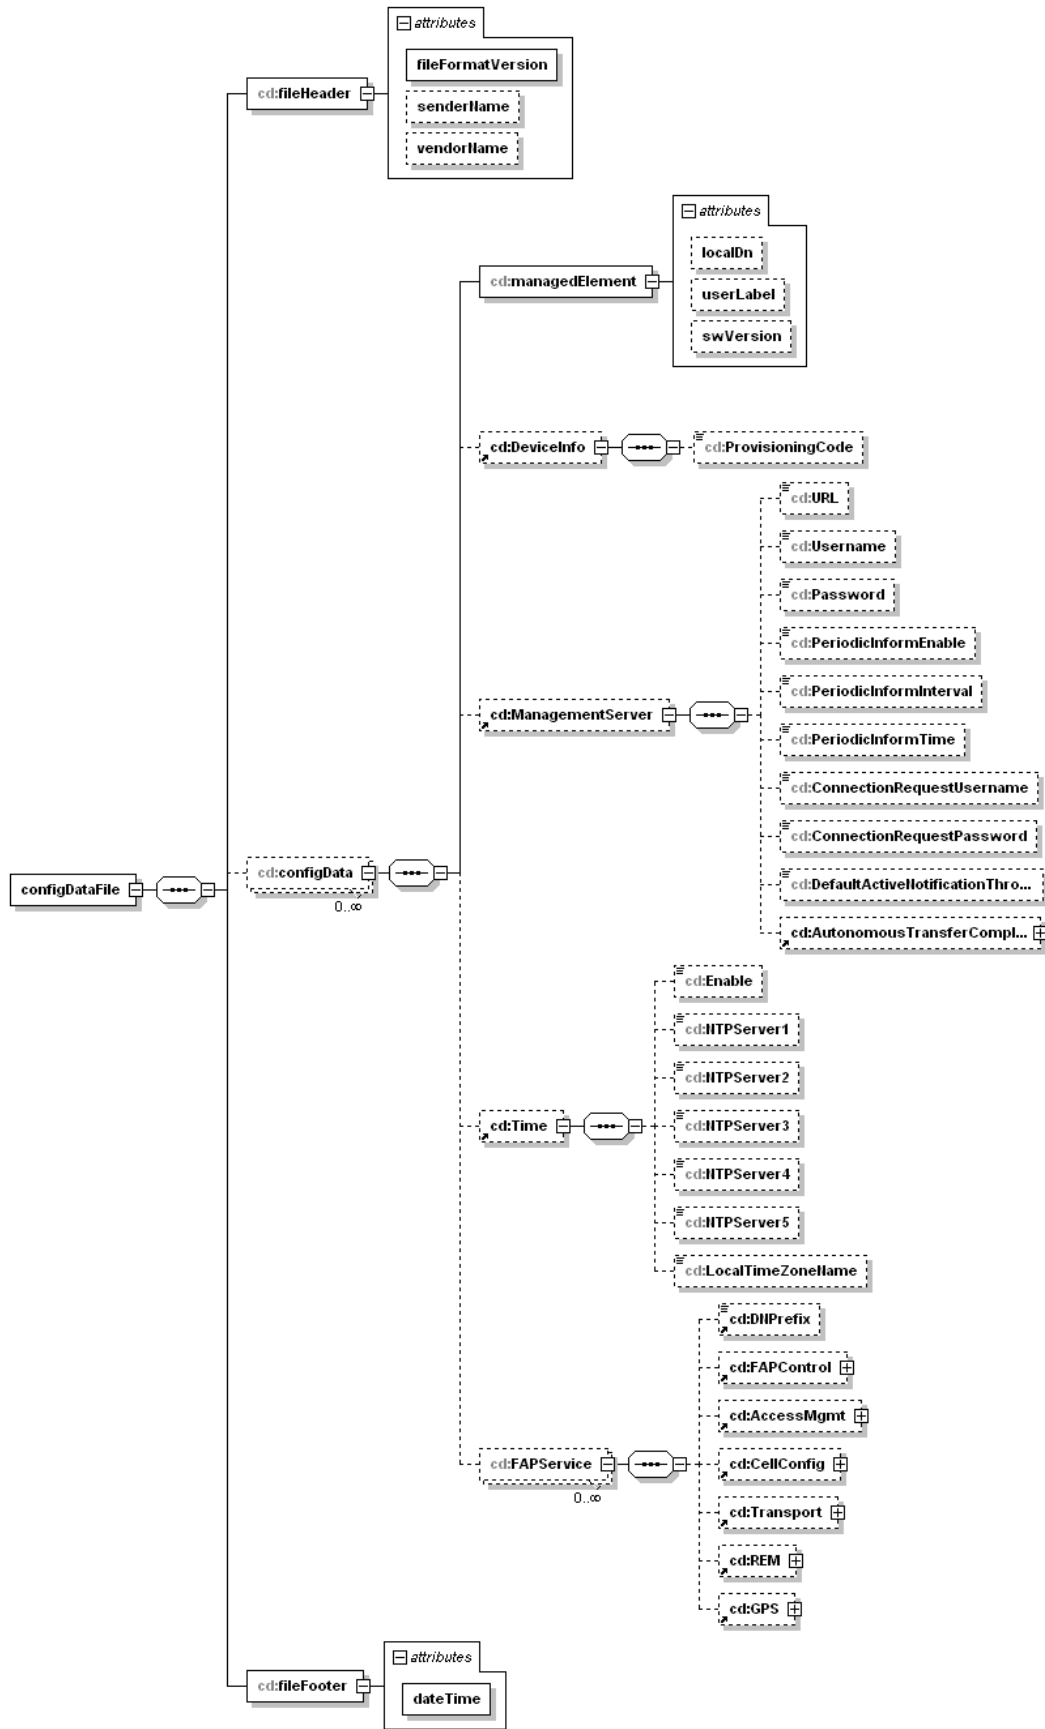 attributes
fileFormatVersion
cd:fileHeader
senderName
vendorName
attributes
localDn
cd:managedElement
userLabel
swVersion
cd:DeviceInfo
cd:ProvisioningCode
cd:URL
cd:Username
cd:Password
cd:PeriodicInformEnable
cd:PeriodicInformInterval
cd:ManagementServer
cd:PeriodicInformTime
cd:ConnectionRequestUsername
cd:ConnectionRequestPassword
cd:configData
0..∞
configDataFile
cd:DefaultActiveNotificationThro...
cd:AutonomousTransferCompl...
cd:Enable
cd:NTPServer1
cd:NTPServer2
cd:Time
cd:NTPServer3
cd:NTPServer4
cd:NTPServer5
cd:LocalTimeZoneName
cd:DNPrefix
cd:FAPControl
cd:AccessMgmt
cd:FAPService
0..∞
cd:CellConfig
cd:Transport
cd:REM
cd:GPS
attributes
cd:fileFooter
dateTime